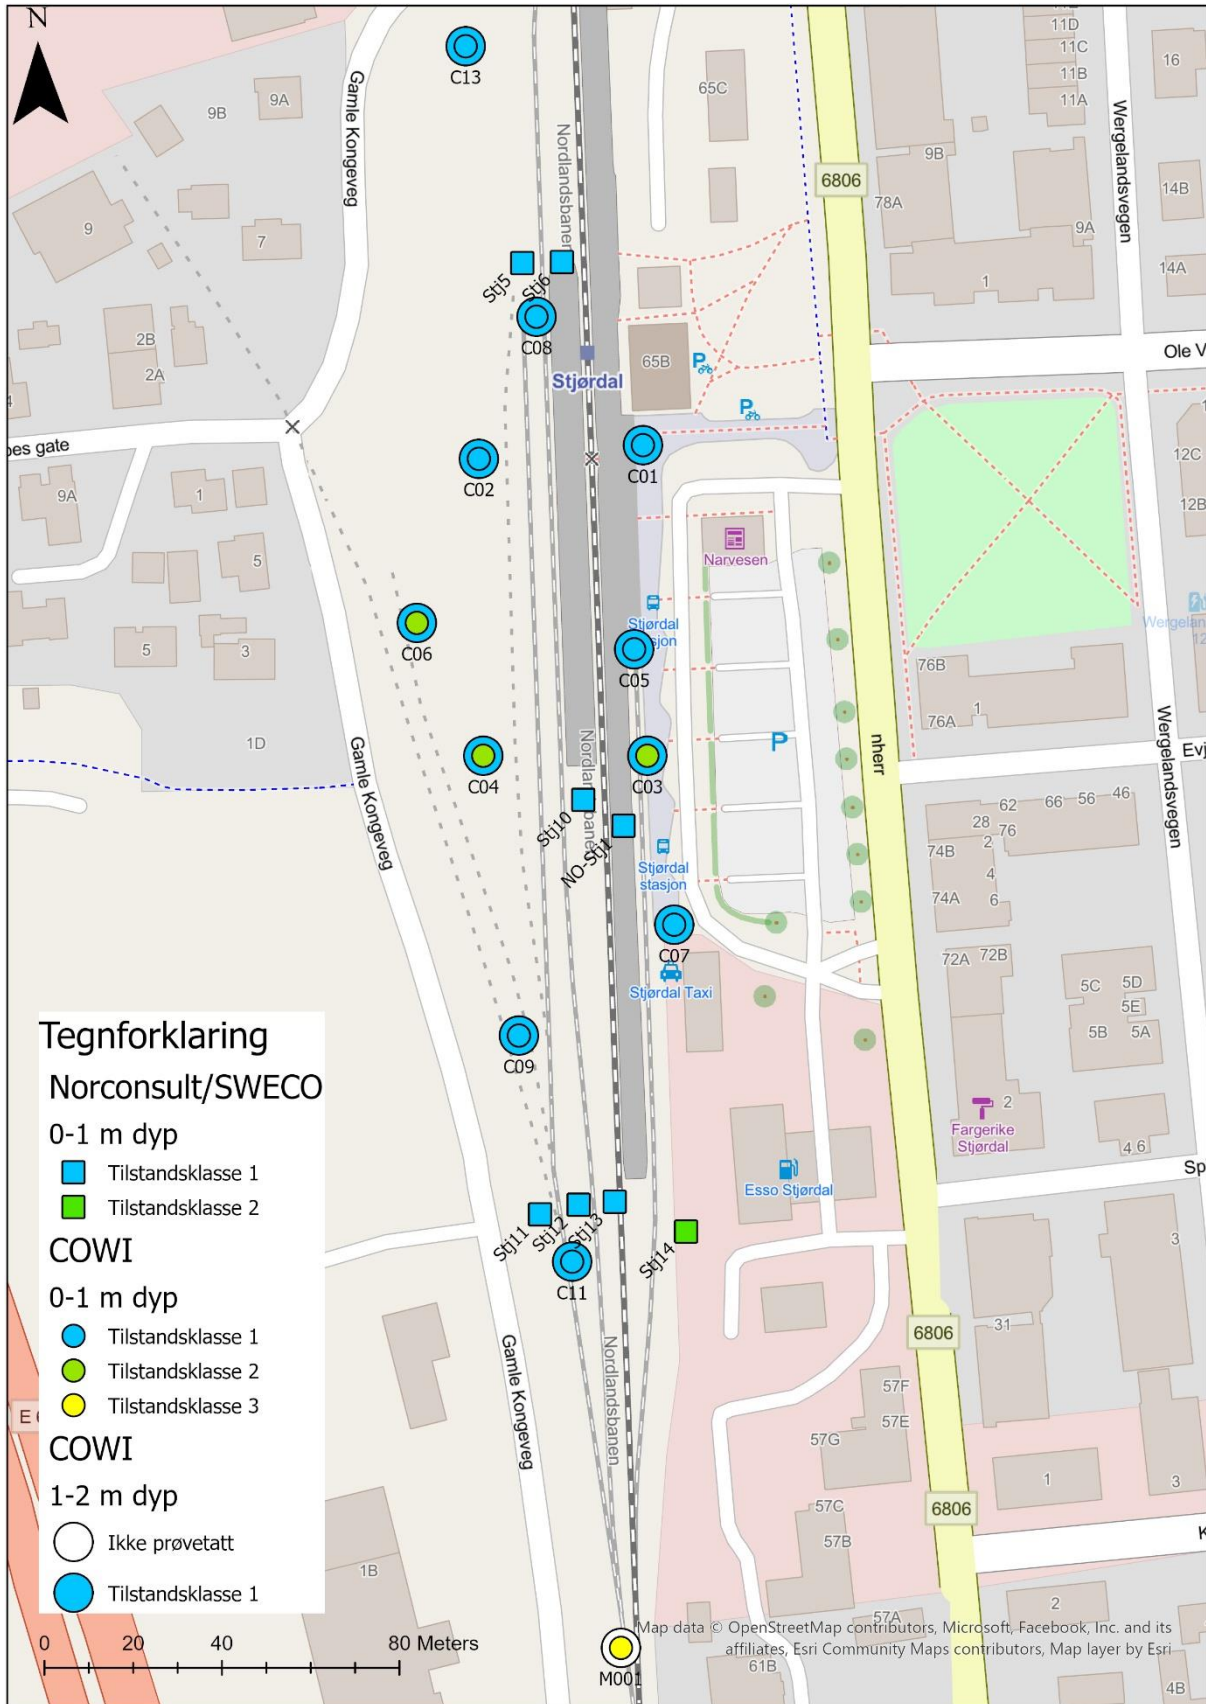 N
11D
11C
11B
11A
16
9B
9A
65C
C13
Gamle Kongeveg
Nordlandsbanen
6806
9B
78A
Wergelandsvegen
14B
9
7
9A
14A
1
Stj5
Stj6
C08
2B
2A
65B
P
Stjørdal
Ole V
P
C01
C02
12C
12B
9A
1
5
Narvesen
Stjørdal
C06
C05
5
3
76B
76A
1
1D
Gamle Kongeveg
C04
C03
P
nherr
Wergelandsvegen
Evj
Nordlandsbanen
Stj10
NO-Stj1
62
66
56
46
28
76
2
74B
4
74A
6
Stjørdal
stasjon
C07
Stjørdal Taxi
72A
72B
5C
5D
5E
5B
5A
C09
Tegnforklaring
Norconsult/SWECO
0-1 m dyp
Tilstandsklasse 1
Tilstandsklasse 2
COWI
0-1 m dyp
Tilstandsklasse 1
Tilstandsklasse 2
Tilstandsklasse 3
COWI
1-2 m dyp
Ikke prøvetatt
Tilstandsklasse 1
2
Fargerike
Stjørdal
4
6
Sp
Esso Stjørdal
Stj11
Stj12
Stj13
Stj14
C11
3
31
6806
Gamle Kongeveg
Nordlandsbanen
57F
57E
57G
1
3
57C
57B
6806
K
1B
57A
2
0 20 40 80 Meters
M001
61B
4B
Map data © OpenStreetMap contributors, Microsoft, Facebook, Inc. and its
affiliates, Esri Community Maps contributors, Map layer by Esri